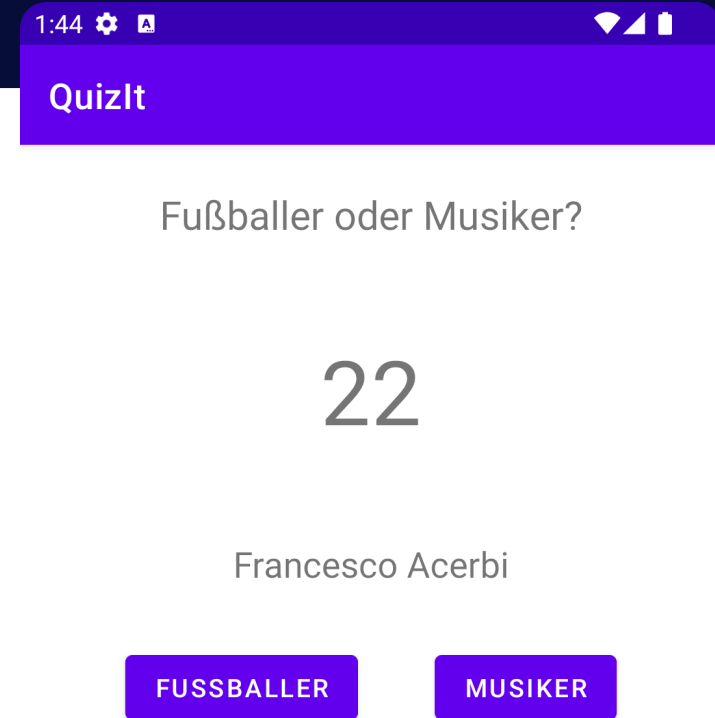 1:44
QuizIt
Fußballer oder Musiker?
22
Francesco Acerbi
FUSSBALLER MUSIKER